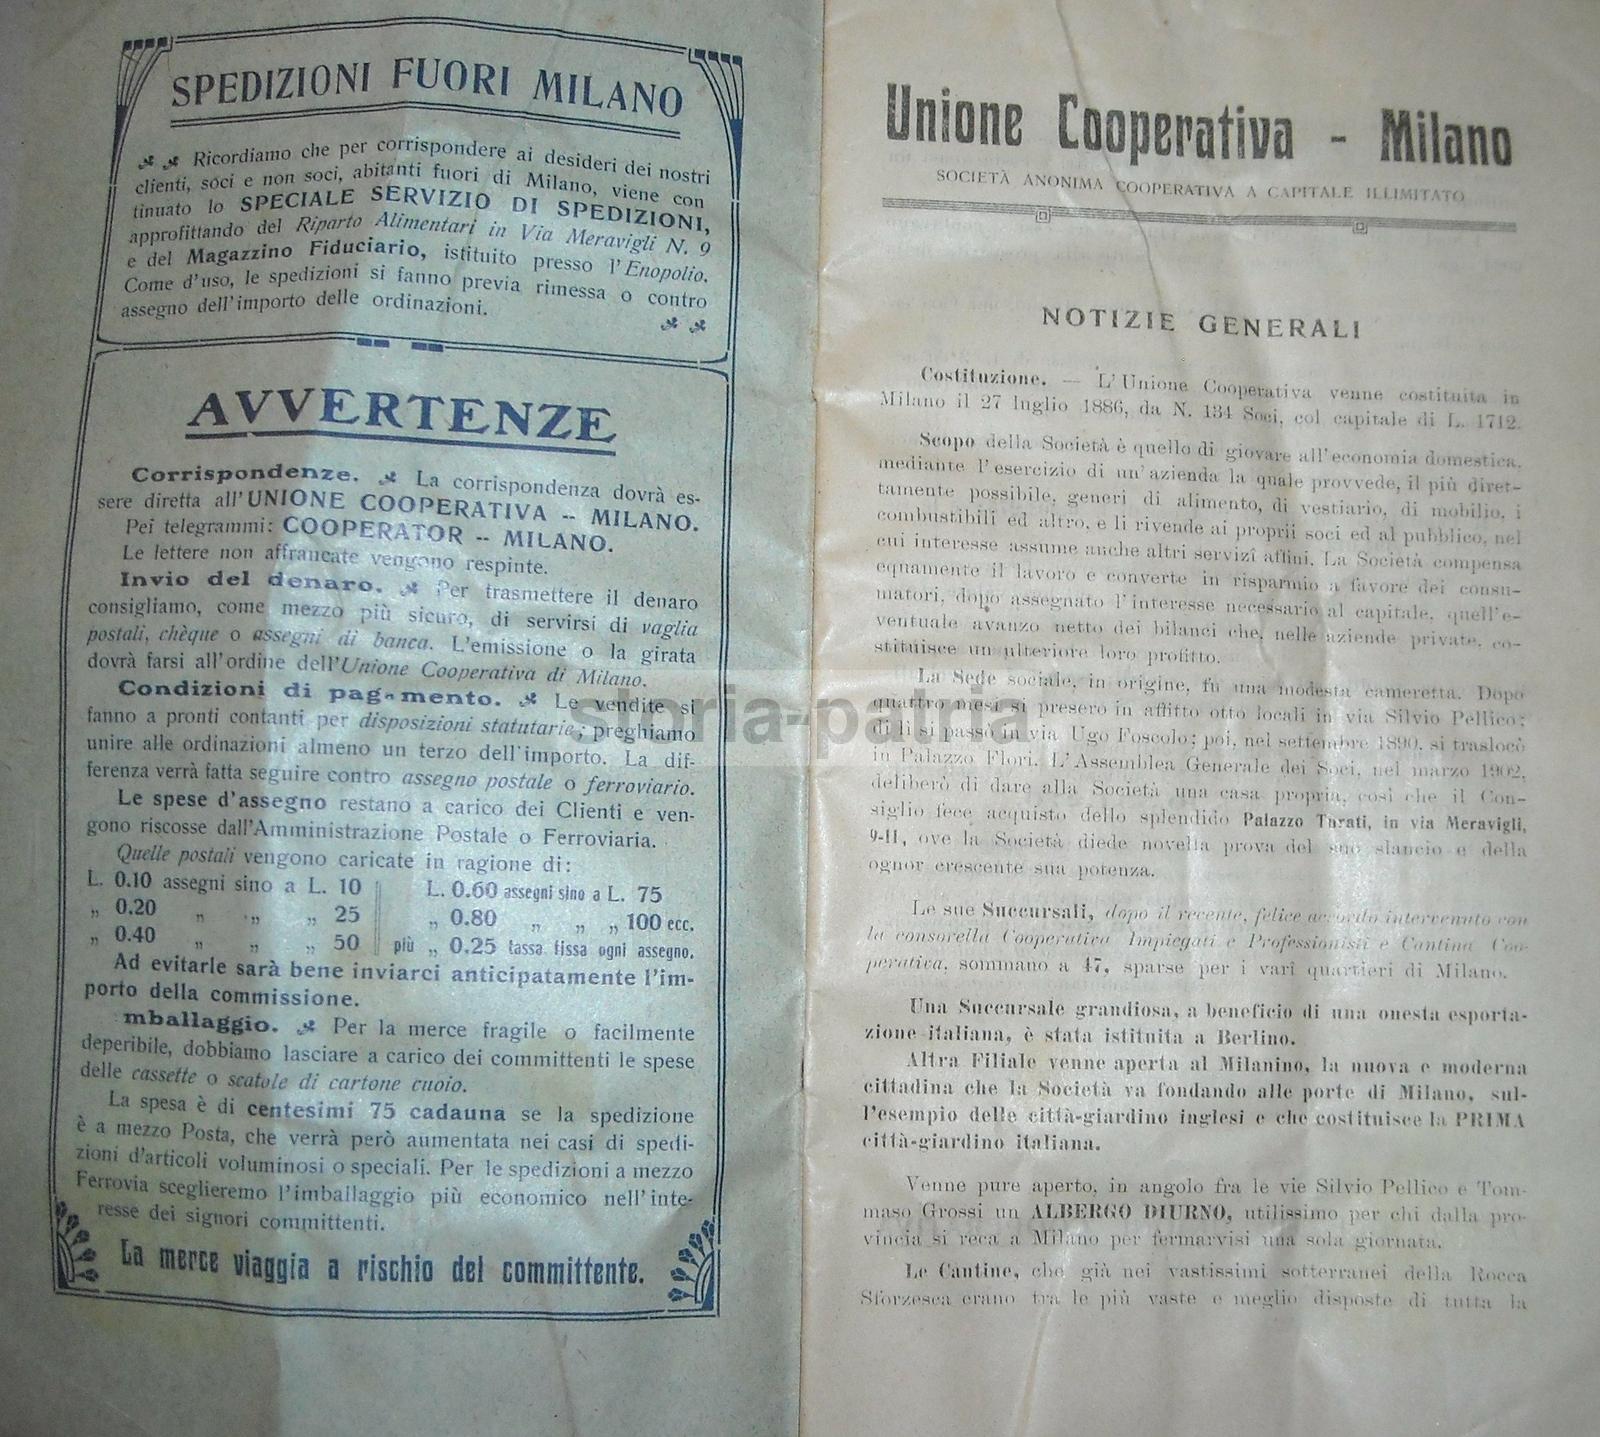 SPEDIZIONI FUORI MILANO
Ricordiamo che per corrispondere ai desideri dei nostri
clienti, soci e non soci, abitanti fuori di Milano, viene con
tinuato lo SPECIALE SERVIZIO DI SPEDIZIONI,
approfittando del Riparto Alimentari in Via Meravigli N. 9
e del Magazzino Fiduciario, istituito presso l'Enopolio.
Come d'uso, le spedizioni si fanno previa rimessa o contro
assegno dell'importo delle ordinazioni.
AVVERTENZE
Corrispondenze. La corrispondenza dovrà es-
sere diretta all'UNIONE COOPERATIVA -- MILANO.
Pei telegrammi: COOPERATOR -- MILANO.
Le lettere non affrancate vengono respinte.
Invio del denaro. Per trasmettere il denaro
consigliamo, come mezzo più sicuro, di servirsi di vaglia
postali, chèque o assegni di banca. L'emissione o la girata
dovrà farsi all'ordine dell'Unione Cooperativa di Milano.
Condizioni di pagamento. Le vendite si
fanno a pronti contanti per disposizioni statutarie; preghiamo
unire alle ordinazioni almeno un terzo dell'importo. La dif-
ferenza verrà fatta seguire contro assegno postale o ferroviario.
Le spese d'assegno restano a carico dei Clienti e ven-
gono riscosse dall'Amministrazione Postale o Ferroviaria.
Quelle postali vengono caricate in ragione di:
L. 0.10 assegni sino a L. 10 L. 0.60 assegni sino a L. 75
„ 0.20 „ „ „ 25 „ 0.80 „ „ „ 100 ecc.
„ 0.40 „ „ „ 50 più „ 0.25 tassa fissa ogni assegno.
Ad evitarle sarà bene inviarci anticipatamente l'im-
porto della commissione.
mballaggio. Per la merce fragile o facilmente
deperibile, dobbiamo lasciare a carico dei committenti le spese
delle cassette o scatole di cartone cuoio.
La spesa è di centesimi 75 cadauna se la spedizione
è a mezzo Posta, che verrà però aumentata nei casi di spedi-
zioni d'articoli voluminosi o speciali. Per le spedizioni a mezzo
Ferrovia sceglieremo l'imballaggio più economico nell'inte-
resse dei signori committenti.
La merce viaggia a rischio del committente.
Unione Cooperativa - Milano
SOCIETÀ ANONIMA COOPERATIVA A CAPITALE ILLIMITATO
NOTIZIE GENERALI
Costituzione. — L'Unione Cooperativa venne costituita in
Milano il 27 luglio 1886, da N. 134 Soci, col capitale di L. 1712.
Scopo della Società è quello di giovare all'economia domestica,
mediante l'esercizio di un'azienda la quale provvede, il più diret-
tamente possibile, generi di alimento, di vestiario, di mobilio, i
combustibili ed altro, e li rivende ai proprii soci ed al pubblico, nel
cui interesse assume anche altri servizî affini. La Società compensa
equamente il lavoro e converte in risparmio a favore dei consu-
matori, dopo assegnato l'interesse necessario al capitale, quell'e-
ventuale avanzo netto dei bilanci che, nelle aziende private, co-
stituisce un ulteriore loro profitto.
La Sede sociale, in origine, fu una modesta cameretta. Dopo
quattro mesi si presero in affitto otto locali in via Silvio Pellico;
di lì si passò in via Ugo Foscolo; poi, nel settembre 1890, si traslocò
in Palazzo Flori. L'Assemblea Generale dei Soci, nel marzo 1902,
deliberò di dare alla Società una casa propria, così che il Con-
siglio fece acquisto dello splendido Palazzo Turati, in via Meravigli,
9-11, ove la Società diede novella prova del suo slancio e della
ognor crescente sua potenza.
Le sue Succursali, dopo il recente, felice accordo intervenuto con
la consorella Cooperativa Impiegati e Professionisti e Cantina Coo-
perativa, sommano a 47, sparse per i varî quartieri di Milano.
Una Succursale grandiosa, a beneficio di una onesta esporta-
zione italiana, è stata istituita a Berlino.
Altra Filiale venne aperta al Milanino, la nuova e moderna
cittadina che la Società va fondando alle porte di Milano, sul-
l'esempio delle città-giardino inglesi e che costituisce la PRIMA
città-giardino italiana.
Venne pure aperto, in angolo fra le vie Silvio Pellico e Tom-
maso Grossi un ALBERGO DIURNO, utilissimo per chi dalla pro-
vincia si reca a Milano per fermarvisi una sola giornata.
Le Cantine, che già nei vastissimi sotterranei della Rocca
Sforzesca erano tra le più vaste e meglio disposte di tutta la
storia-patria